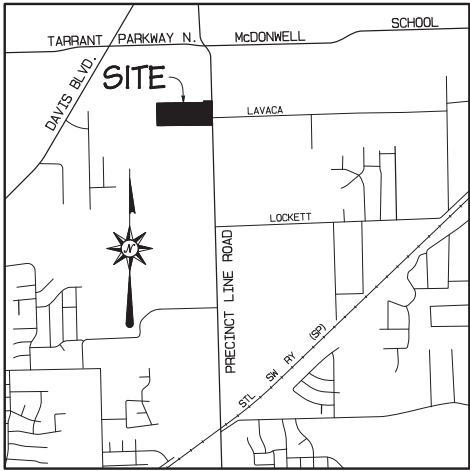 SCHOOL
TARRANT PARKWAY N. McDONWELL
DAVIS BLVD.
SITE
LAVACA
LOCKETT
N
PRECINCT LINE ROAD
STL SW RY (SP)